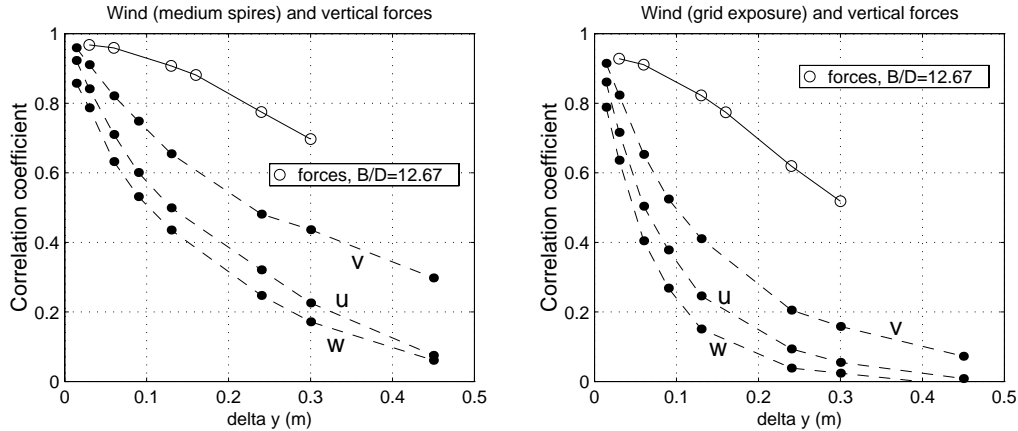 Wind (medium spires) and vertical forces
1
0.8
0.6
0.4
0.2
0
Correlation coefficient
forces, B/D=12.67
v
u
w
0
0.1
0.2
0.3
0.4
0.5
delta y (m)
Wind (grid exposure) and vertical forces
1
0.8
0.6
0.4
0.2
0
Correlation coefficient
forces, B/D=12.67
u
v
w
0
0.1
0.2
0.3
0.4
0.5
delta y (m)